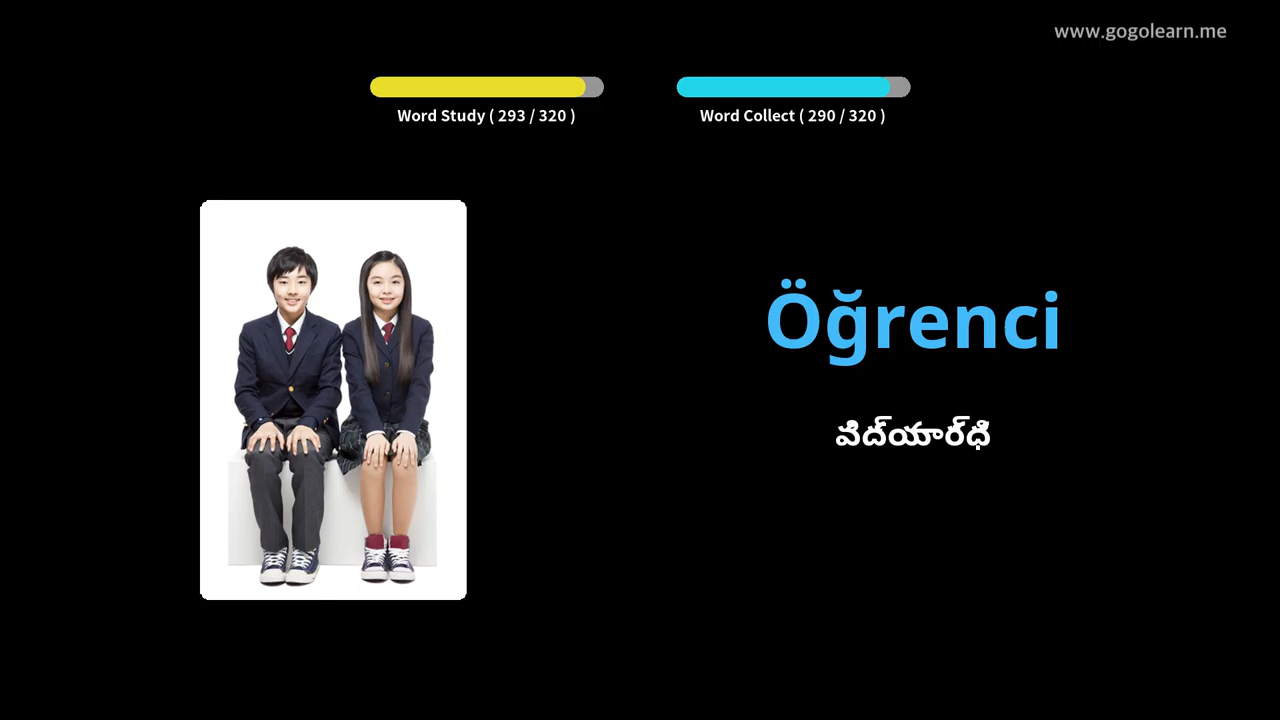 www.gogolearn.me
Word Study ( 293 / 320 )
Word Collect ( 290 / 320 )
Öğrenci
విద్‌యార్‌ధి